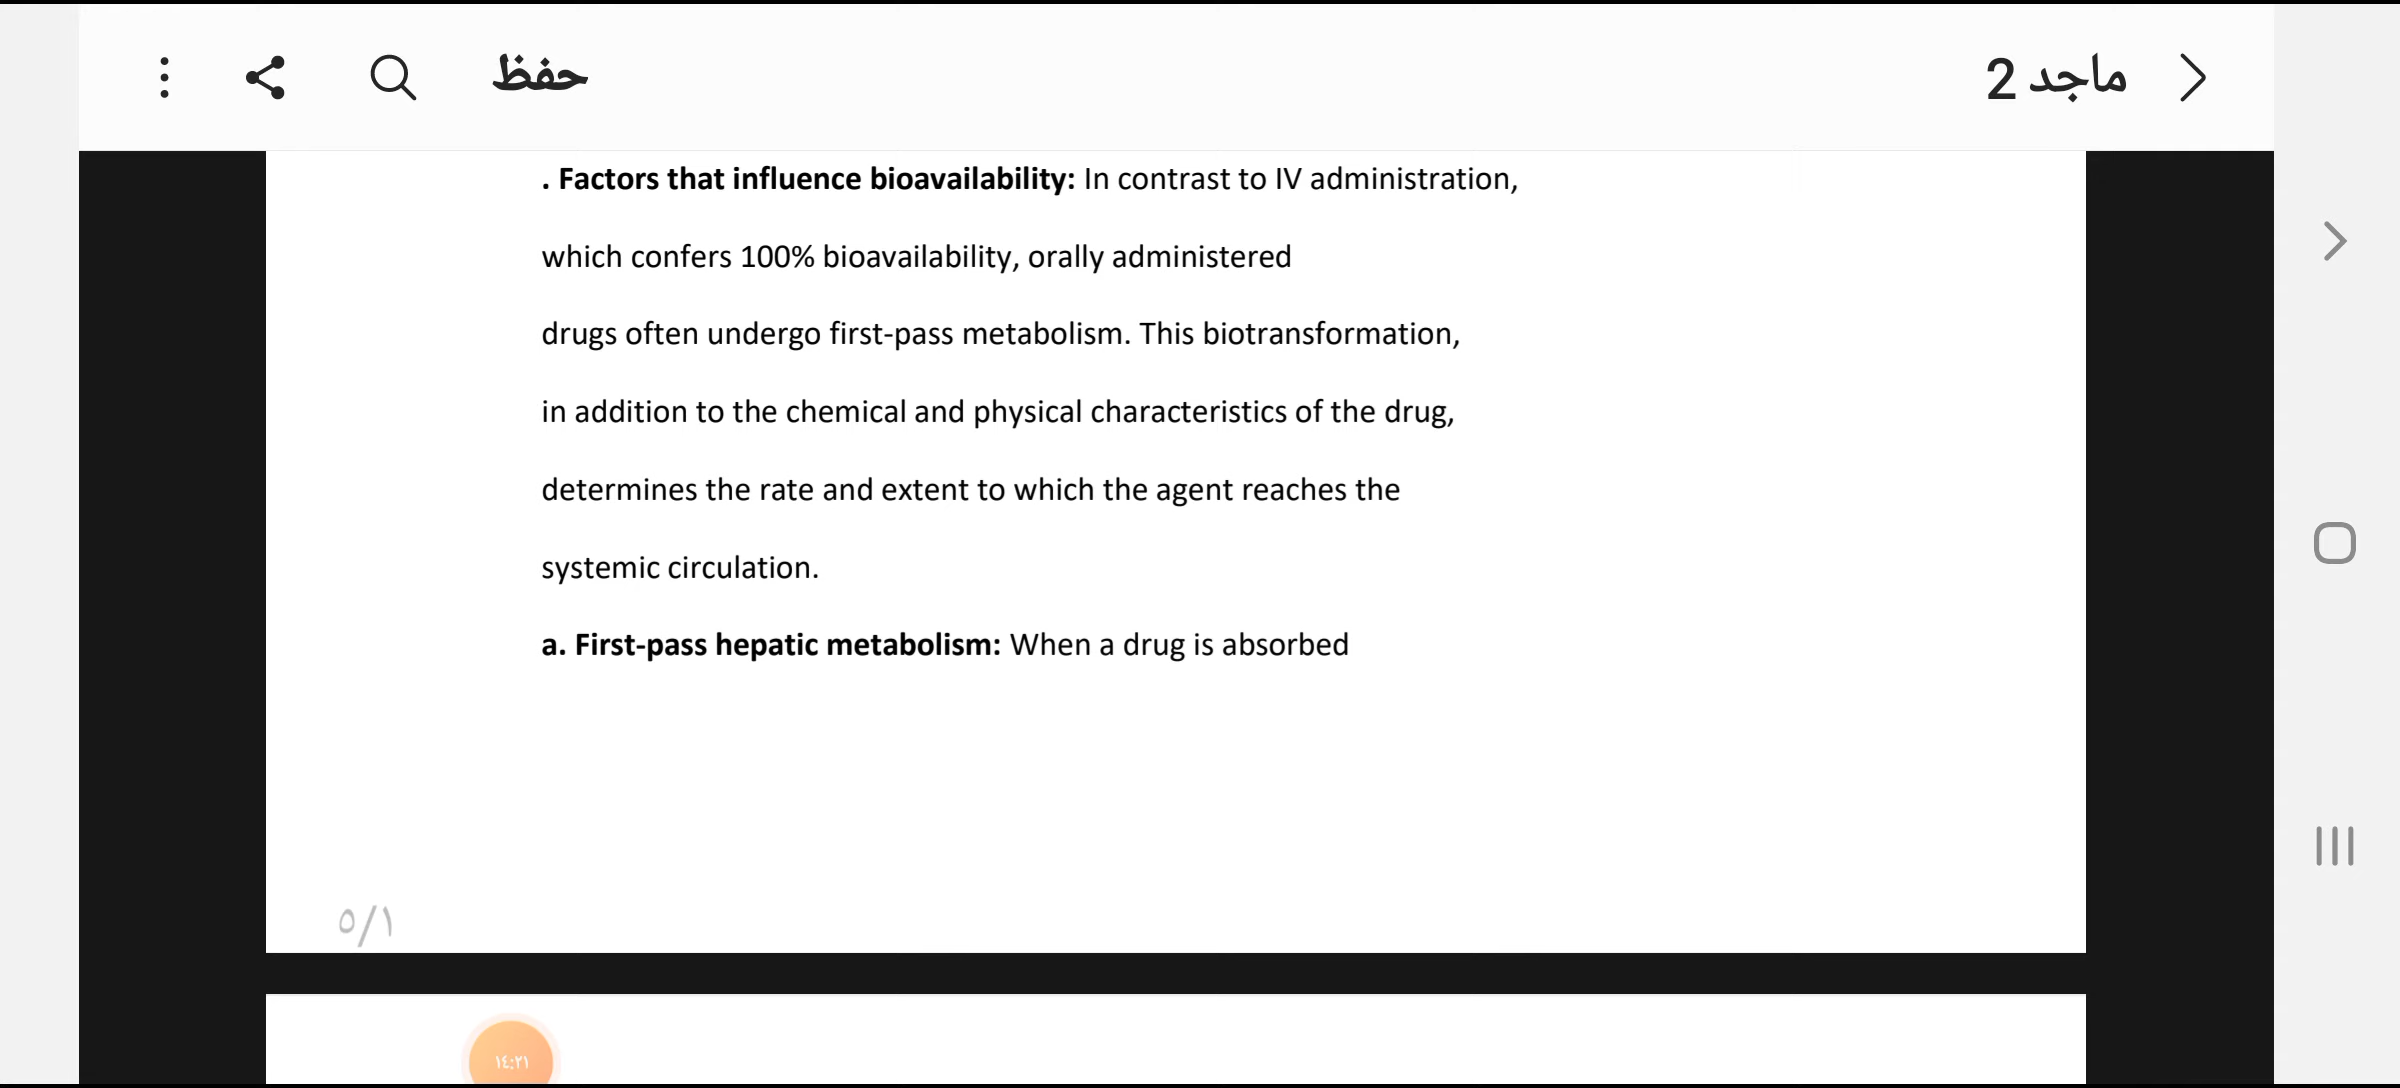 ماجد 2
حفظ
. Factors that influence bioavailability: In contrast to IV administration,
which confers 100% bioavailability, orally administered
drugs often undergo first-pass metabolism. This biotransformation,
in addition to the chemical and physical characteristics of the drug,
determines the rate and extent to which the agent reaches the
systemic circulation.
a. First-pass hepatic metabolism: When a drug is absorbed
٥/١
١٤:٢١